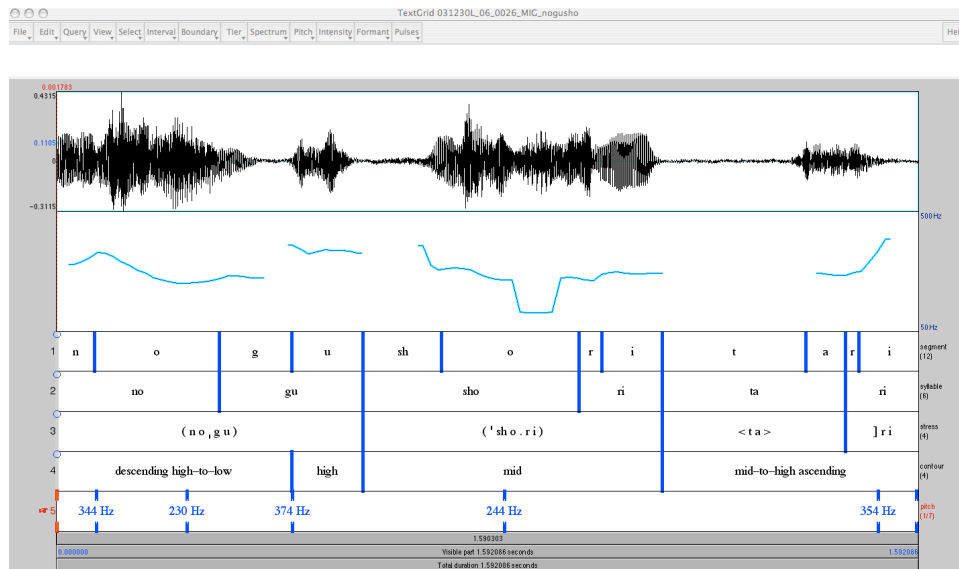 TextGrid 031230L_06_0026_MIG_nogusho
File Edit Query View Select Interval Boundary Tier Spectrum Pitch Intensity Formant Pulses Hel
0.001783
0.4315
0.1105
0
-0.3115
500 Hz
50 Hz
1 n o g u sh o r i t a r i segment (12)
2 no gu sho ri ta ri syllable (6)
3 (no ˌgu) (ˈsho.ri) <ta> ]ri stress (4)
4 descending high-to-low high mid mid-to-high ascending contour (4)
5 344 Hz 230 Hz 374 Hz 244 Hz 354 Hz pitch (1/7)
1.590303
0.000000 Visible part 1.592086 seconds 1.592086
Total duration 1.592086 seconds